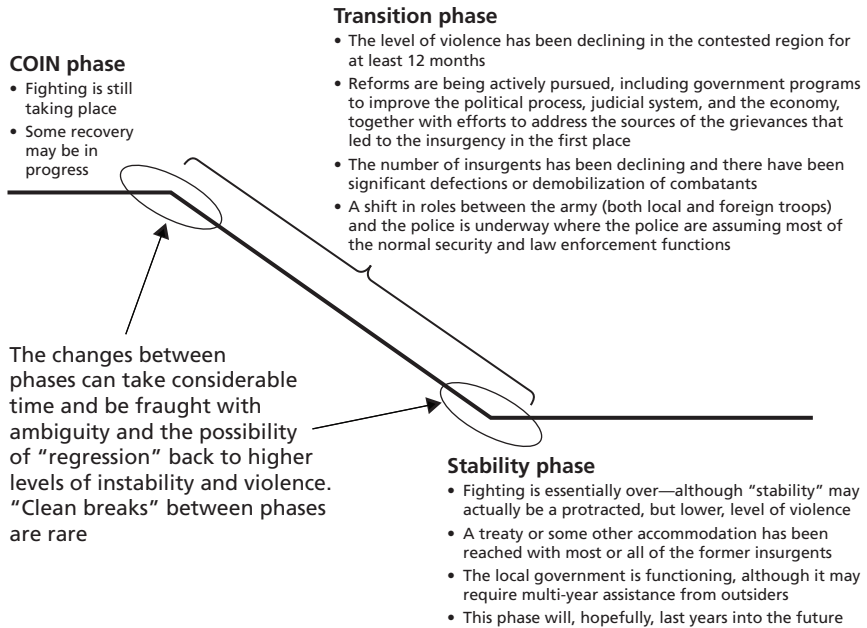 COIN phase
• Fighting is still
taking place
• Some recovery
may be in
progress
Transition phase
• The level of violence has been declining in the contested region for
at least 12 months
• Reforms are being actively pursued, including government programs
to improve the political process, judicial system, and the economy,
together with efforts to address the sources of the grievances that
led to the insurgency in the first place
• The number of insurgents has been declining and there have been
significant defections or demobilization of combatants
• A shift in roles between the army (both local and foreign troops)
and the police is underway where the police are assuming most of
the normal security and law enforcement functions
The changes between
phases can take considerable
time and be fraught with
ambiguity and the possibility
of “regression” back to higher
levels of instability and violence.
“Clean breaks” between phases
are rare
Stability phase
• Fighting is essentially over—although “stability” may
actually be a protracted, but lower, level of violence
• A treaty or some other accommodation has been
reached with most or all of the former insurgents
• The local government is functioning, although it may
require multi-year assistance from outsiders
• This phase will, hopefully, last years into the future